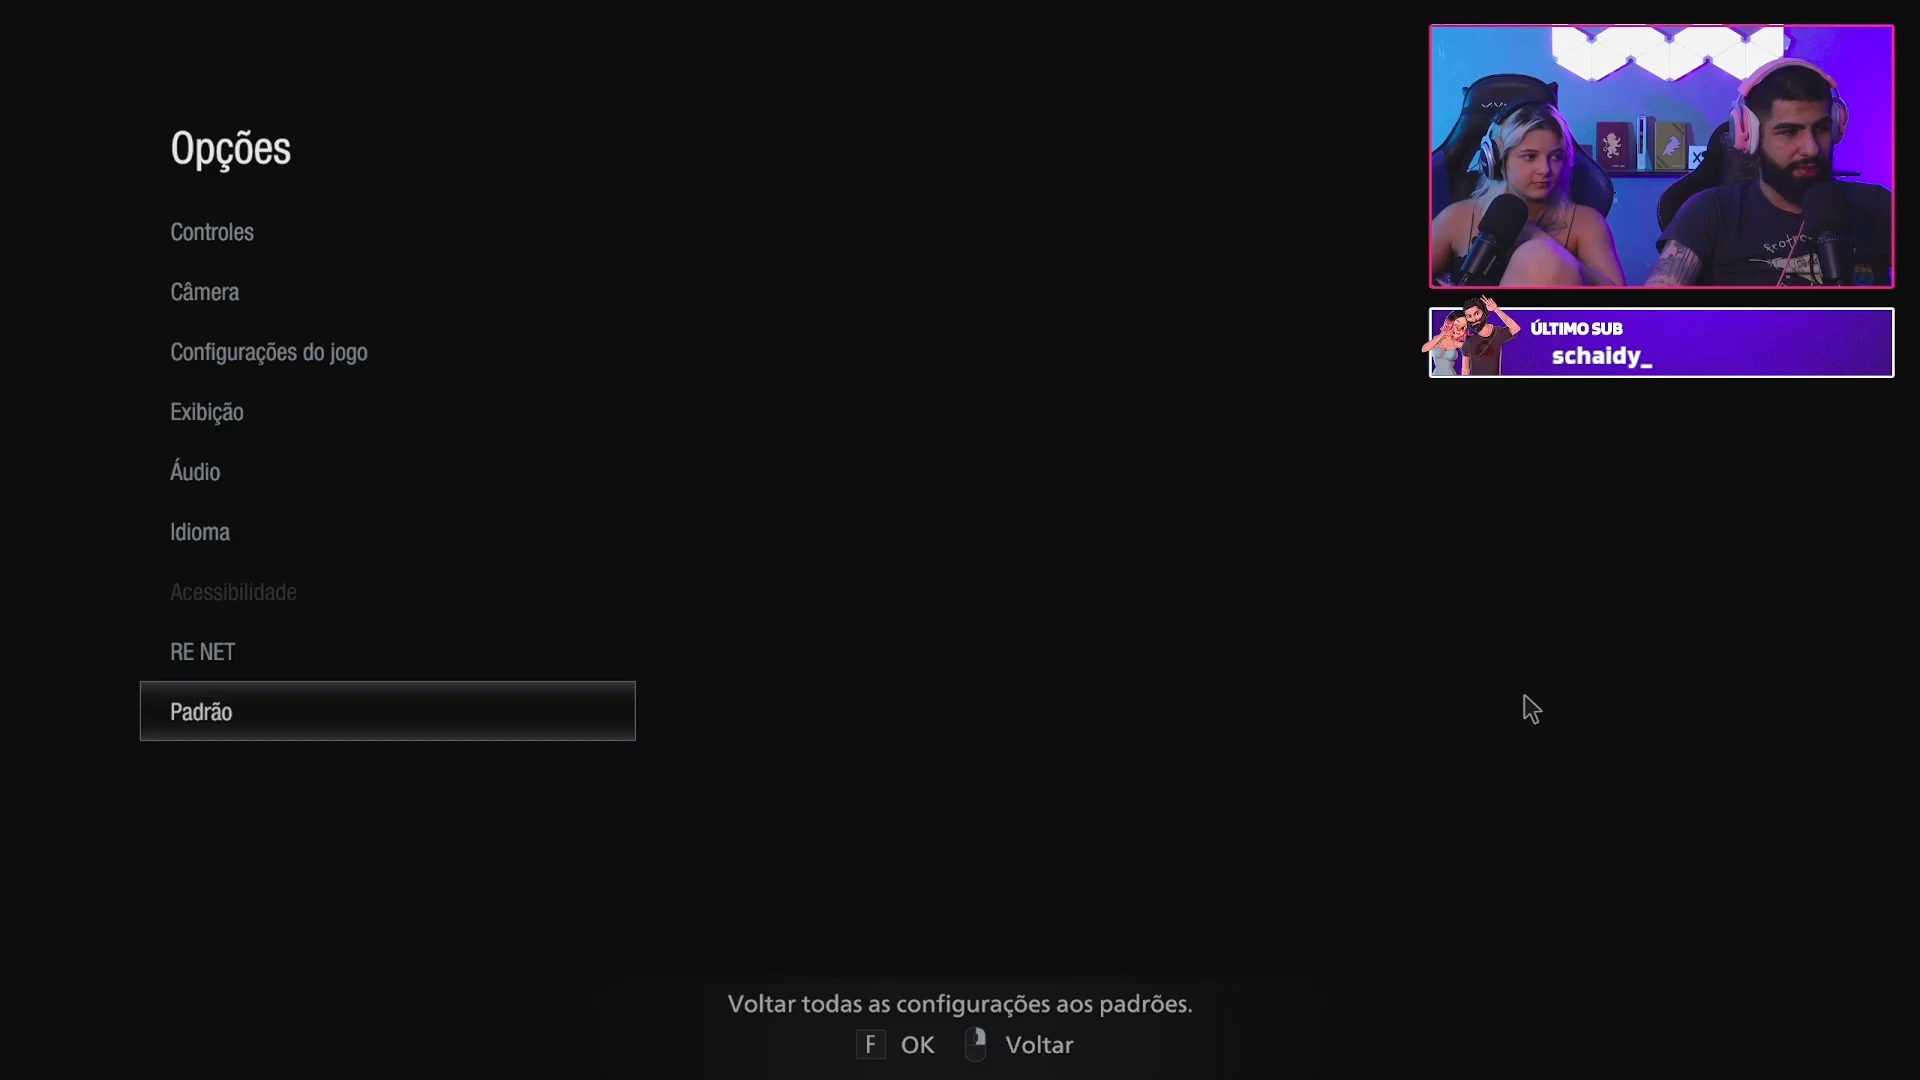 Opções
Controles
Câmera
Configurações do jogo
Exibição
Áudio
Idioma
Acessibilidade
RE NET
Padrão
ÚLTIMO SUB
schaidy_
Voltar todas as configurações aos padrões.
F OK Voltar